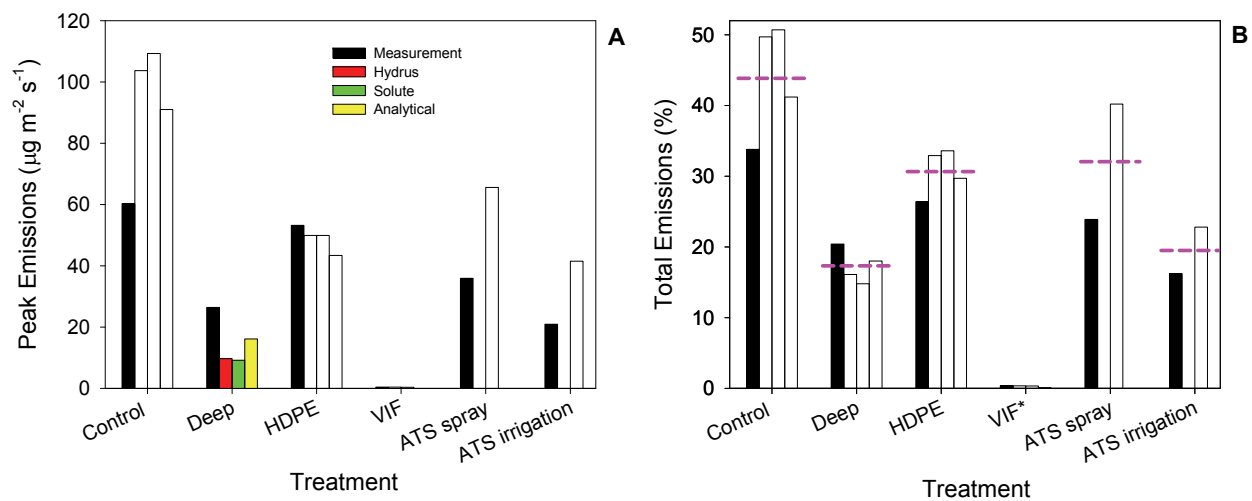 A
Peak Emissions (μg m⁻² s⁻¹)
120
100
80
60
40
20
0
Measurement
Hydrus
Solute
Analytical
Control
Deep
HDPE
VIF
ATS spray
ATS irrigation
Treatment
B
Total Emissions (%)
50
40
30
20
10
0
Control
Deep
HDPE
VIF*
ATS spray
ATS irrigation
Treatment